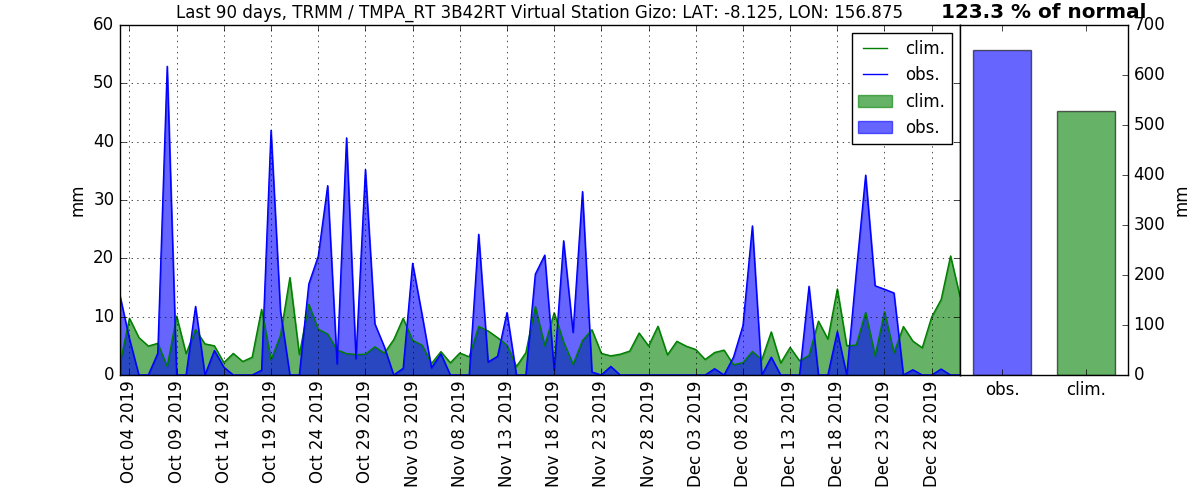 Last 90 days, TRMM / TMPA_RT 3B42RT Virtual Station Gizo: LAT: -8.125, LON: 156.875
123.3 % of normal
60
50
40
30
20
10
0
mm
clim.
obs.
clim.
obs.
700
600
500
400
300
200
100
0
mm
Oct 04 2019
Oct 09 2019
Oct 14 2019
Oct 19 2019
Oct 24 2019
Oct 29 2019
Nov 03 2019
Nov 08 2019
Nov 13 2019
Nov 18 2019
Nov 23 2019
Nov 28 2019
Dec 03 2019
Dec 08 2019
Dec 13 2019
Dec 18 2019
Dec 23 2019
Dec 28 2019
obs.
clim.